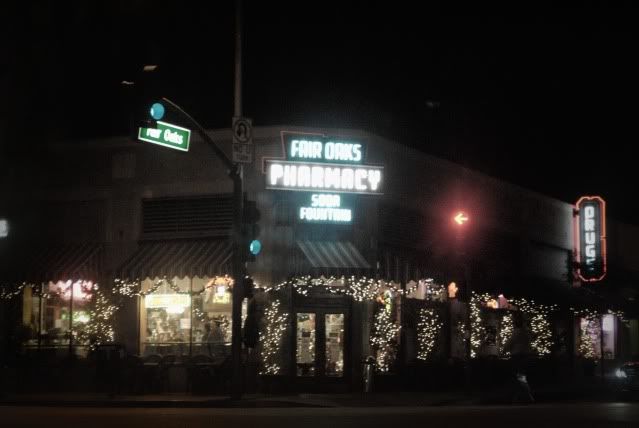 Fair Oaks
FAIR OAKS
PHARMACY
SODA
FOUNTAIN
DRUGS